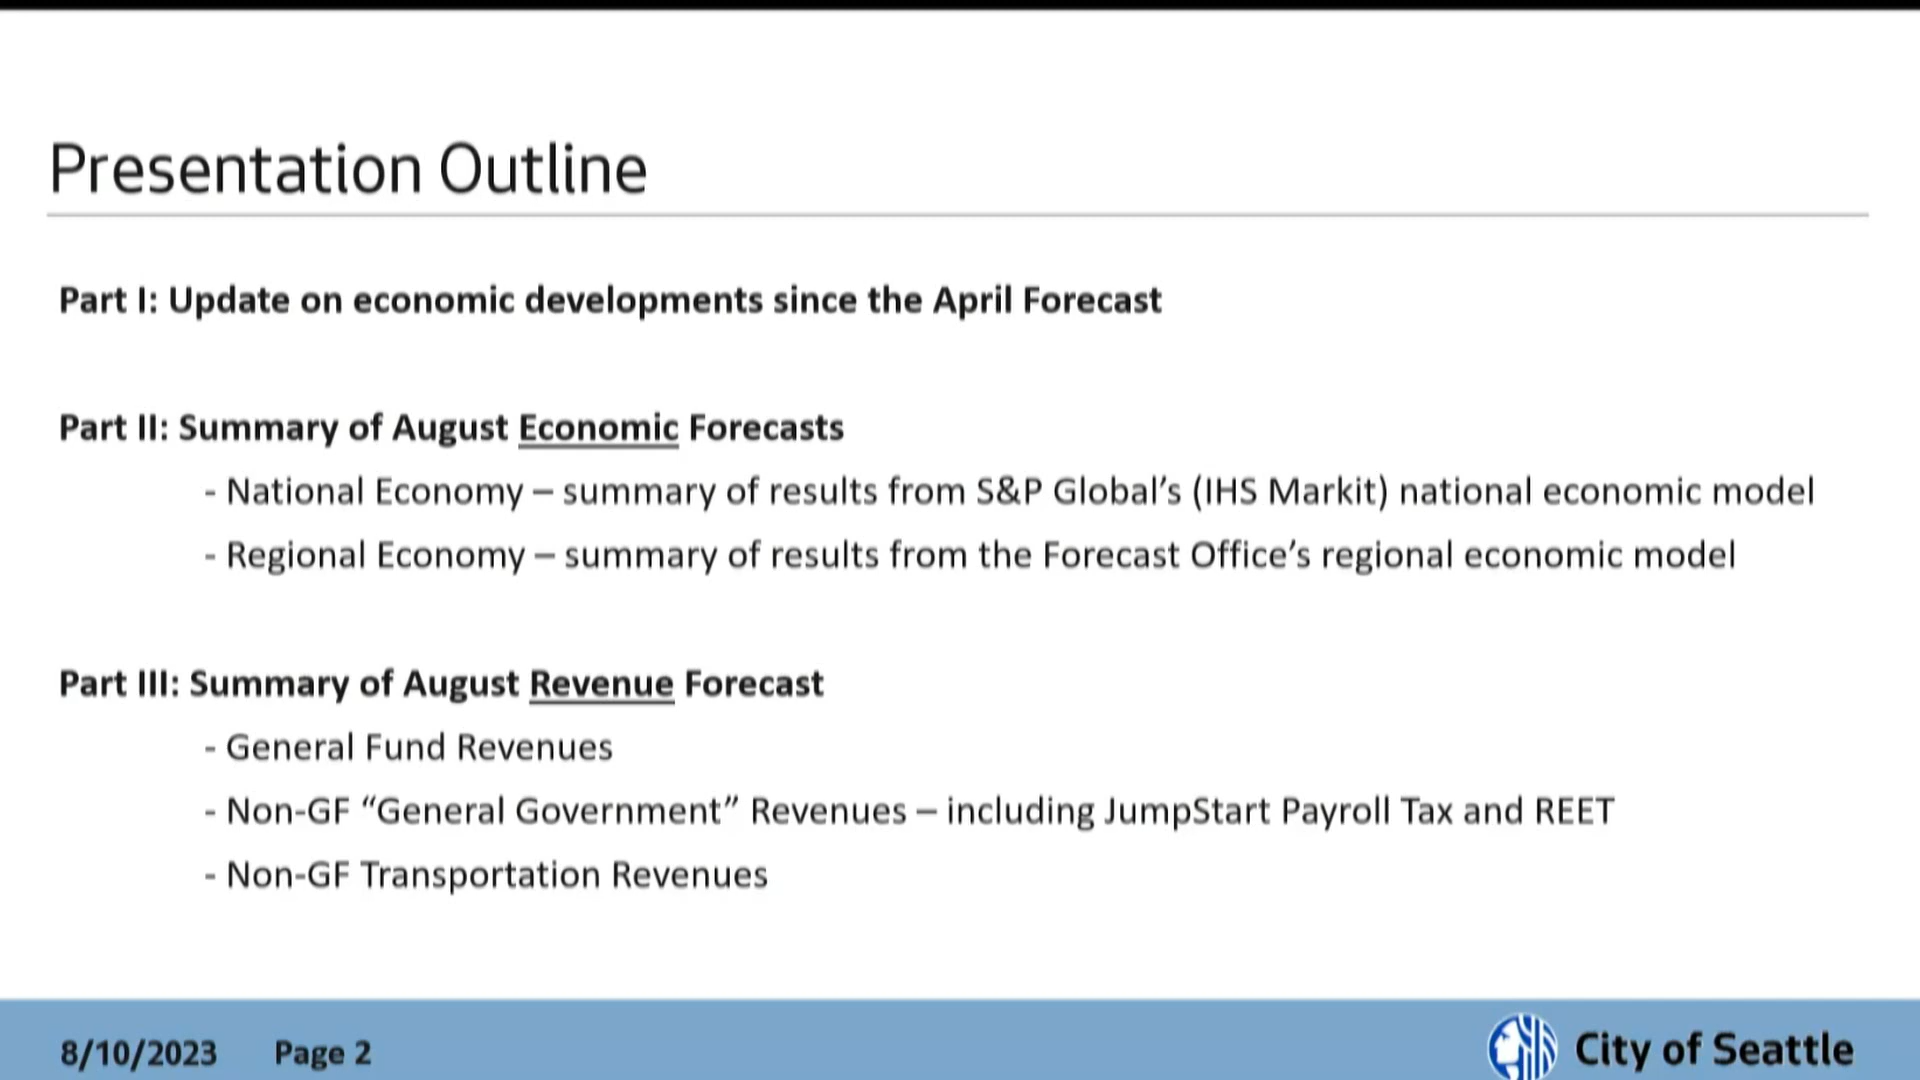 Presentation Outline
Part I: Update on economic developments since the April Forecast
Part II: Summary of August Economic Forecasts
- National Economy – summary of results from S&P Global’s (IHS Markit) national economic model
- Regional Economy – summary of results from the Forecast Office’s regional economic model
Part III: Summary of August Revenue Forecast
- General Fund Revenues
- Non-GF “General Government” Revenues – including JumpStart Payroll Tax and REET
- Non-GF Transportation Revenues
8/10/2023 Page 2 City of Seattle